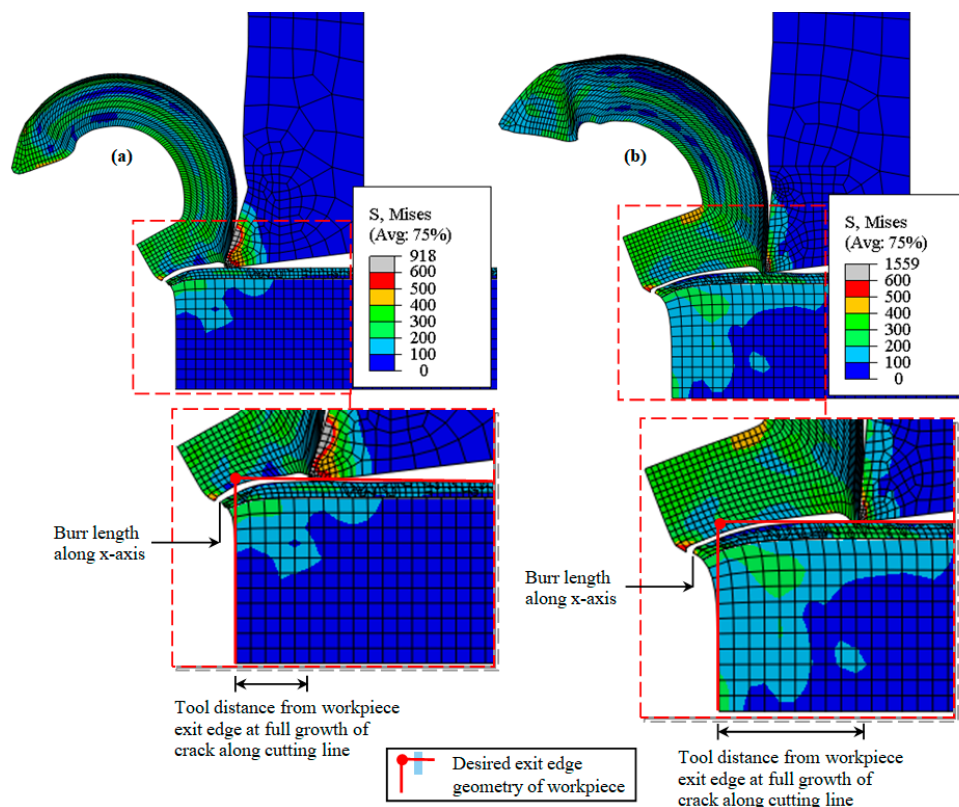 (a)
S, Mises
(Avg: 75%)
918
600
500
400
300
200
100
0
(b)
S, Mises
(Avg: 75%)
1559
600
500
400
300
200
100
0
Burr length
along x-axis
Tool distance from workpiece
exit edge at full growth of
crack along cutting line
Burr length
along x-axis
Tool distance from workpiece
exit edge at full growth of
crack along cutting line
Desired exit edge
geometry of workpiece